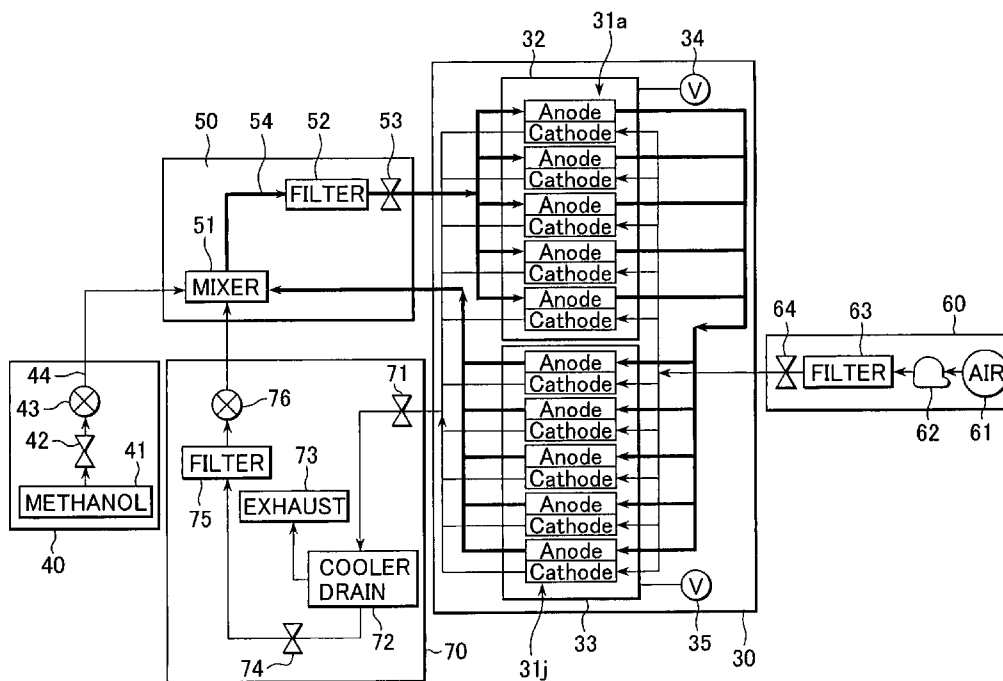 31a
32
34
V
50
54
52
53
FILTER
51
MIXER
Anode
Cathode
Anode
Cathode
Anode
Cathode
Anode
Cathode
Anode
Cathode
64
63
60
FILTER
AIR
62
61
44
43
42
41
METHANOL
40
71
76
FILTER
75
73
EXHAUST
COOLER
DRAIN
72
74
70
Anode
Cathode
Anode
Cathode
Anode
Cathode
Anode
Cathode
Anode
Cathode
V
31j
33
35
30